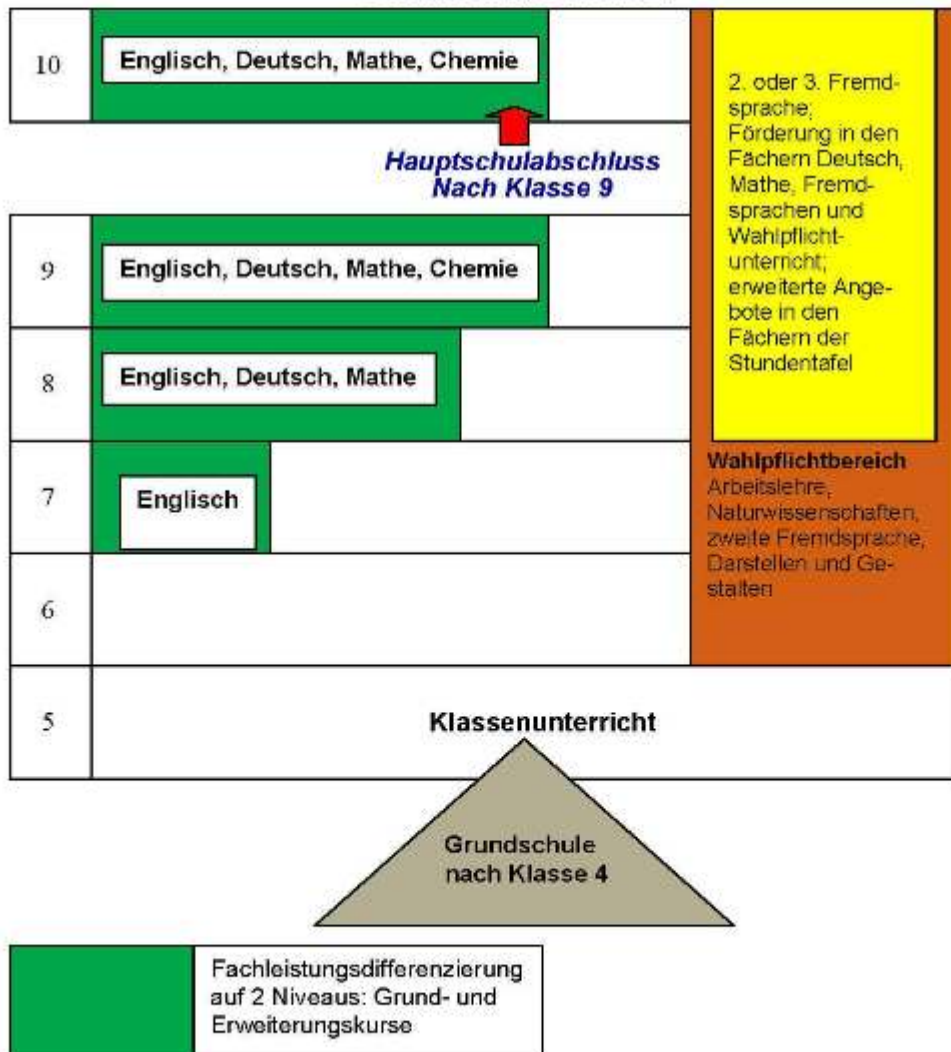 10
Englisch, Deutsch, Mathe, Chemie
Hauptschulabschluss
Nach Klasse 9
9
Englisch, Deutsch, Mathe, Chemie
8
Englisch, Deutsch, Mathe
7
Englisch
6
5
2. oder 3. Fremd-
sprache;
Förderung in den
Fächern Deutsch,
Mathe, Fremd-
sprachen und
Wahlpflicht-
unterricht;
erweiterte Ange-
bote in den
Fächern der
Stundentafel
Wahlpflichtbereich
Arbeitslehre,
Naturwissenschaften,
zweite Fremdsprache,
Darstellen und Ge-
stalten
Klassenunterricht
Grundschule
nach Klasse 4
Fachleistungsdifferenzierung
auf 2 Niveaus: Grund- und
Erweiterungskurse